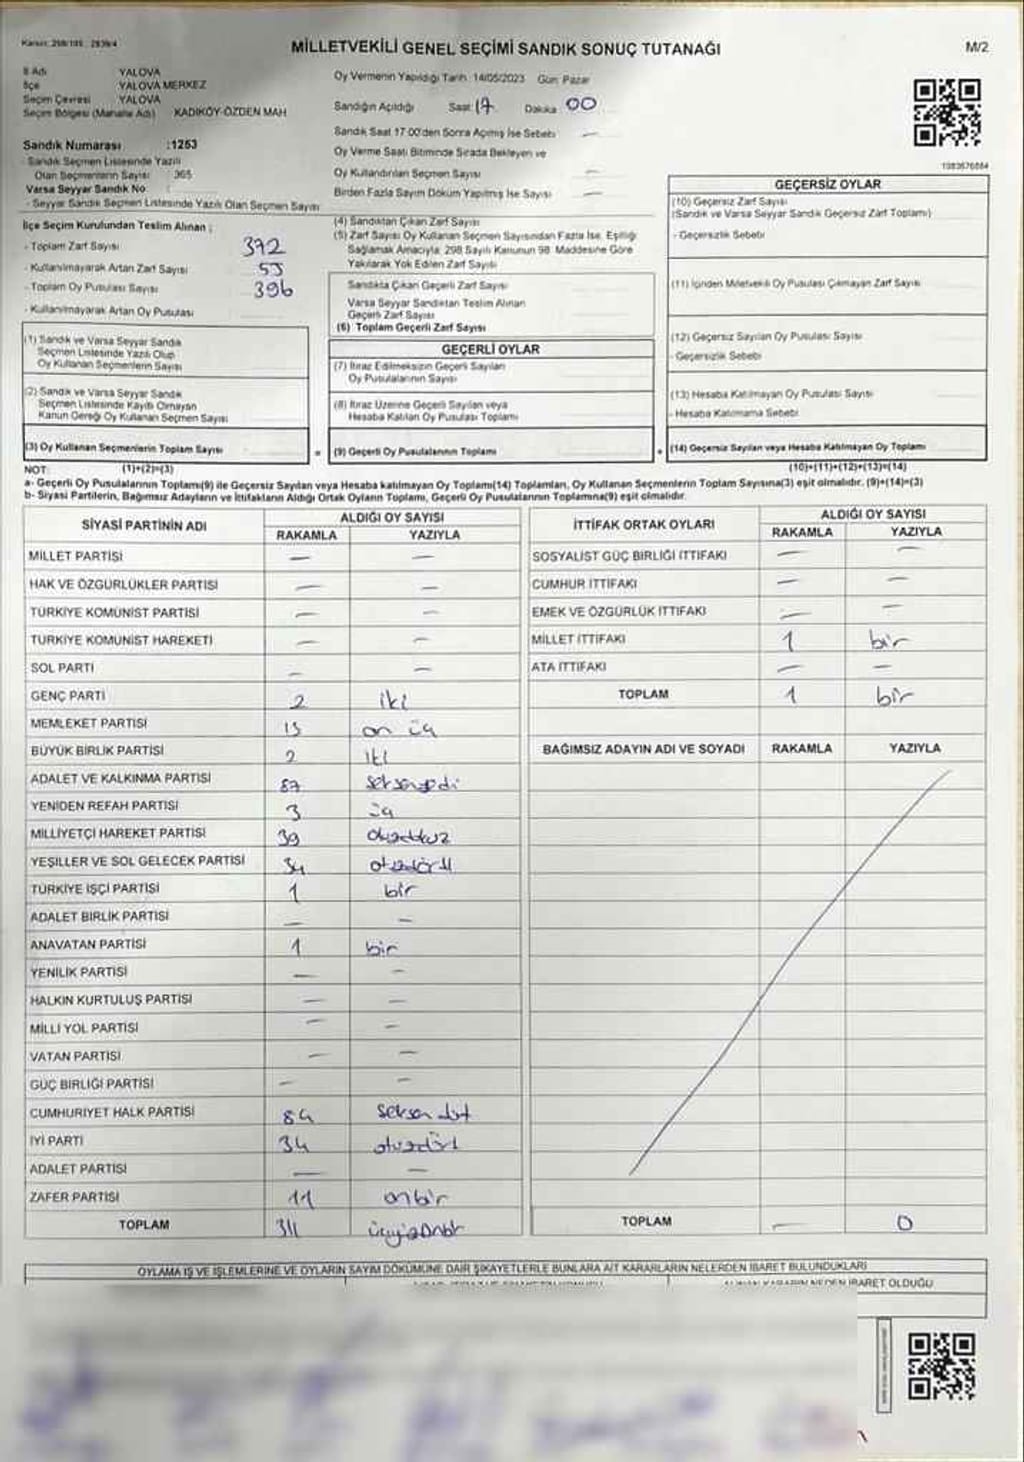 Kanun: 298/105 , 2839/4
MİLLETVEKİLİ GENEL SEÇİMİ SANDIK SONUÇ TUTANAĞI
M/2
İl Adı YALOVA
İlçe YALOVA MERKEZ
Seçim Çevresi YALOVA
Seçim Bölgesi (Mahalle Adı) KADIKÖY-ÖZDEN MAH
Sandık Numarası :1253
- Sandık Seçmen Listesinde Yazılı
Olan Seçmenlerin Sayısı 365
Varsa Seyyar Sandık No :
- Seyyar Sandık Seçmen Listesinde Yazılı Olan Seçmen Sayısı
İlçe Seçim Kurulundan Teslim Alınan ;
- Toplam Zarf Sayısı 392
- Kullanılmayarak Artan Zarf Sayısı 55
- Toplam Oy Pusulası Sayısı 396
- Kullanılmayarak Artan Oy Pusulası
Oy Vermenin Yapıldığı Tarih: 14/05/2023 Gün: Pazar
Sandığın Açıldığı Saat: 17 Dakika 00
Sandık Saat 17:00'den Sonra Açılmış İse Sebebi —
Oy Verme Saati Bitiminde Sırada Bekleyen ve
Oy Kullandırılan Seçmen Sayısı —
Birden Fazla Sayım Döküm Yapılmış İse Sayısı —
(4) Sandıktan Çıkan Zarf Sayısı
(5) Zarf Sayısı Oy Kullanan Seçmen Sayısından Fazla İse, Eşitliği
Sağlamak Amacıyla; 298 Sayılı Kanunun 98. Maddesine Göre
Yakılarak Yok Edilen Zarf Sayısı
Sandıkta Çıkan Geçerli Zarf Sayısı
Varsa Seyyar Sandıktan Teslim Alınan
Geçerli Zarf Sayısı
(6) Toplam Geçerli Zarf Sayısı
1083676884
GEÇERSİZ OYLAR
(10) Geçersiz Zarf Sayısı
(Sandık ve Varsa Seyyar Sandık Geçersiz Zarf Toplamı)
- Geçersizlik Sebebi
(11) İçinden Milletvekili Oy Pusulası Çıkmayan Zarf Sayısı
(12) Geçersiz Sayılan Oy Pusulası Sayısı
- Geçersizlik Sebebi
(13) Hesaba Katılmayan Oy Pusulası Sayısı
- Hesaba Katılmama Sebebi
(14) Geçersiz Sayılan veya Hesaba Katılmayan Oy Toplamı
(10)+(11)+(12)+(13)=(14)
(1) Sandık ve Varsa Seyyar Sandık
Seçmen Listesinde Yazılı Olup
Oy Kullanan Seçmenlerin Sayısı
(2) Sandık ve Varsa Seyyar Sandık
Seçmen Listesinde Kayıtlı Olmayan
Kanun Gereği Oy Kullanan Seçmen Sayısı
(3) Oy Kullanan Seçmenlerin Toplam Sayısı
GEÇERLİ OYLAR
(7) İtiraz Edilmeksizin Geçerli Sayılan
Oy Pusulalarının Sayısı
(8) İtiraz Üzerine Geçerli Sayılan veya
Hesaba Katılan Oy Pusulası Toplamı
= (9) Geçerli Oy Pusulalarının Toplamı +
NOT: (1)+(2)=(3)
a- Geçerli Oy Pusulalarının Toplamı(9) ile Geçersiz Sayılan veya Hesaba katılmayan Oy Toplamı(14) Toplamları, Oy Kullanan Seçmenlerin Toplam Sayısına(3) eşit olmalıdır. (9)+(14)=(3)
b- Siyasi Partilerin, Bağımsız Adayların ve İttifakların Aldığı Ortak Oyların Toplamı, Geçerli Oy Pusulalarının Toplamına(9) eşit olmalıdır.
SİYASİ PARTİNİN ADI ALDIĞI OY SAYISI
RAKAMLA YAZIYLA
MİLLET PARTİSİ — —
HAK VE ÖZGÜRLÜKLER PARTİSİ — —
TÜRKİYE KOMÜNİST PARTİSİ — —
TÜRKİYE KOMÜNİST HAREKETİ — —
SOL PARTİ — —
GENÇ PARTİ 2 iki
MEMLEKET PARTİSİ 13 on üç
BÜYÜK BİRLİK PARTİSİ 2 iki
ADALET VE KALKINMA PARTİSİ 87 seksenyedi
YENİDEN REFAH PARTİSİ 3 üç
MİLLİYETÇİ HAREKET PARTİSİ 39 otuzdokuz
YEŞİLLER VE SOL GELECEK PARTİSİ 34 otuzdört
TÜRKİYE İŞÇİ PARTİSİ 1 bir
ADALET BİRLİK PARTİSİ — —
ANAVATAN PARTİSİ 1 bir
YENİLİK PARTİSİ — —
HALKIN KURTULUŞ PARTİSİ — —
MİLLİ YOL PARTİSİ — —
VATAN PARTİSİ — —
GÜÇ BİRLİĞİ PARTİSİ — —
CUMHURİYET HALK PARTİSİ 84 seksen dört
İYİ PARTİ 34 otuzdört
ADALET PARTİSİ — —
ZAFER PARTİSİ 11 onbir
TOPLAM 311 üçyüzonbir
İTTİFAK ORTAK OYLARI ALDIĞI OY SAYISI
RAKAMLA YAZIYLA
SOSYALİST GÜÇ BİRLİĞİ İTTİFAKI — —
CUMHUR İTTİFAKI — —
EMEK VE ÖZGÜRLÜK İTTİFAKI — —
MİLLET İTTİFAKI 1 bir
ATA İTTİFAKI — —
TOPLAM 1 bir
BAĞIMSIZ ADAYIN ADI VE SOYADI RAKAMLA YAZIYLA
TOPLAM — 0
OYLAMA İŞ VE İŞLEMLERİNE VE OYLARIN SAYIM DÖKÜMÜNE DAİR ŞİKAYETLERLE BUNLARA AİT KARARLARIN NELERDEN İBARET BULUNDUKLARI
ALINAN KARARIN NEDEN İBARET OLDUĞU